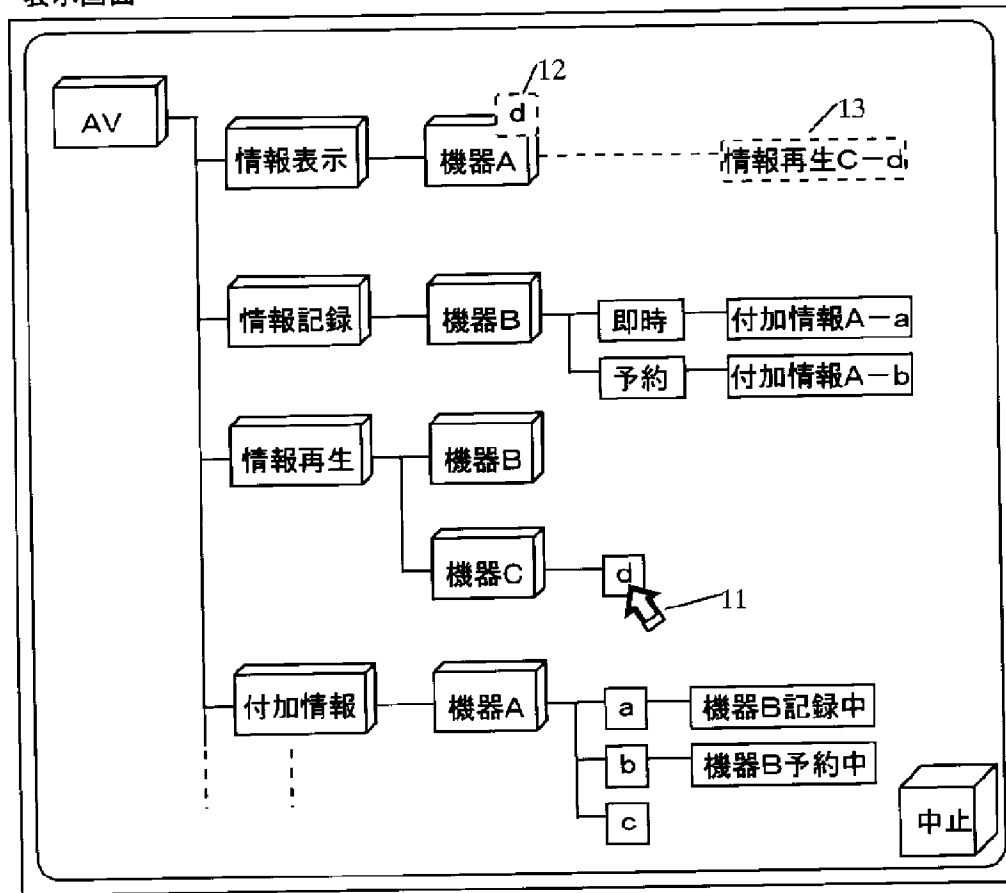 表示画面
12
AV
d
13
情報表示
機器A
情報再生C-d
情報記録
機器B
即時
付加情報A-a
予約
付加情報A-b
情報再生
機器B
機器C
d
11
付加情報
機器A
a
機器B記録中
b
機器B予約中
c
中止